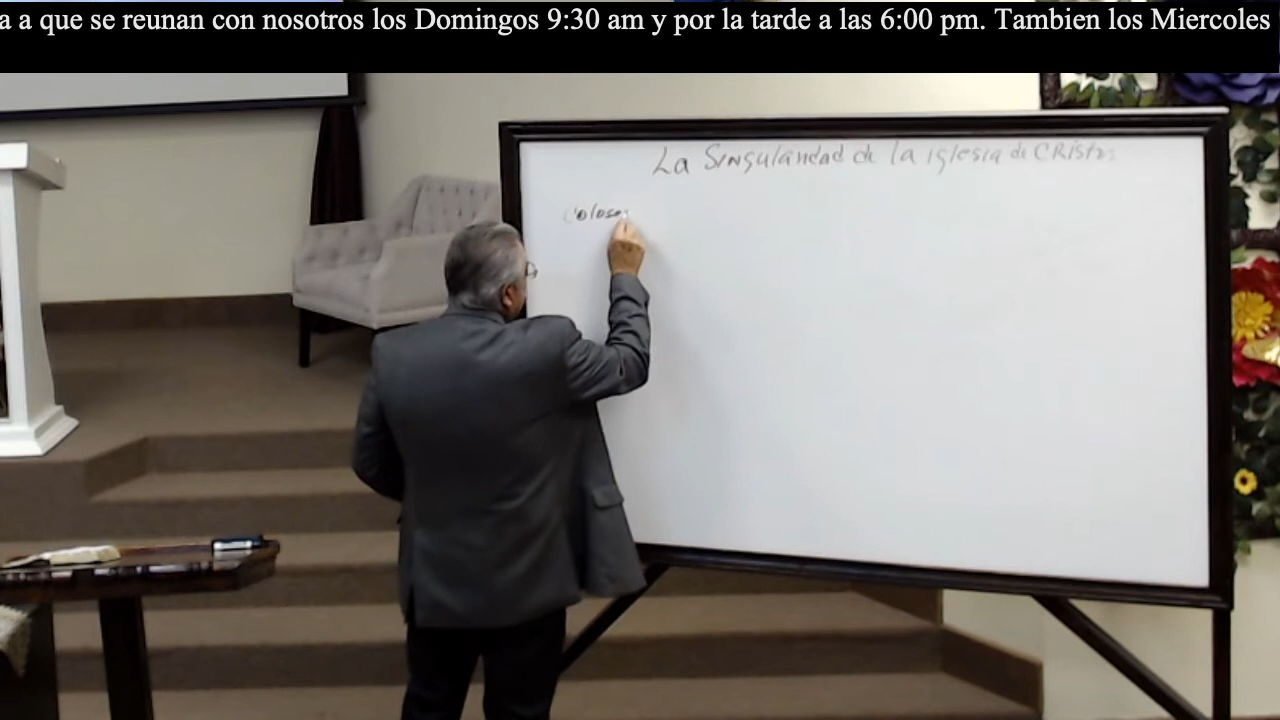 a a que se reunan con nosotros los Domingos 9:30 am y por la tarde a las 6:00 pm. Tambien los Miercoles
La Singularidad de la iglesia de CRisto:
Colose